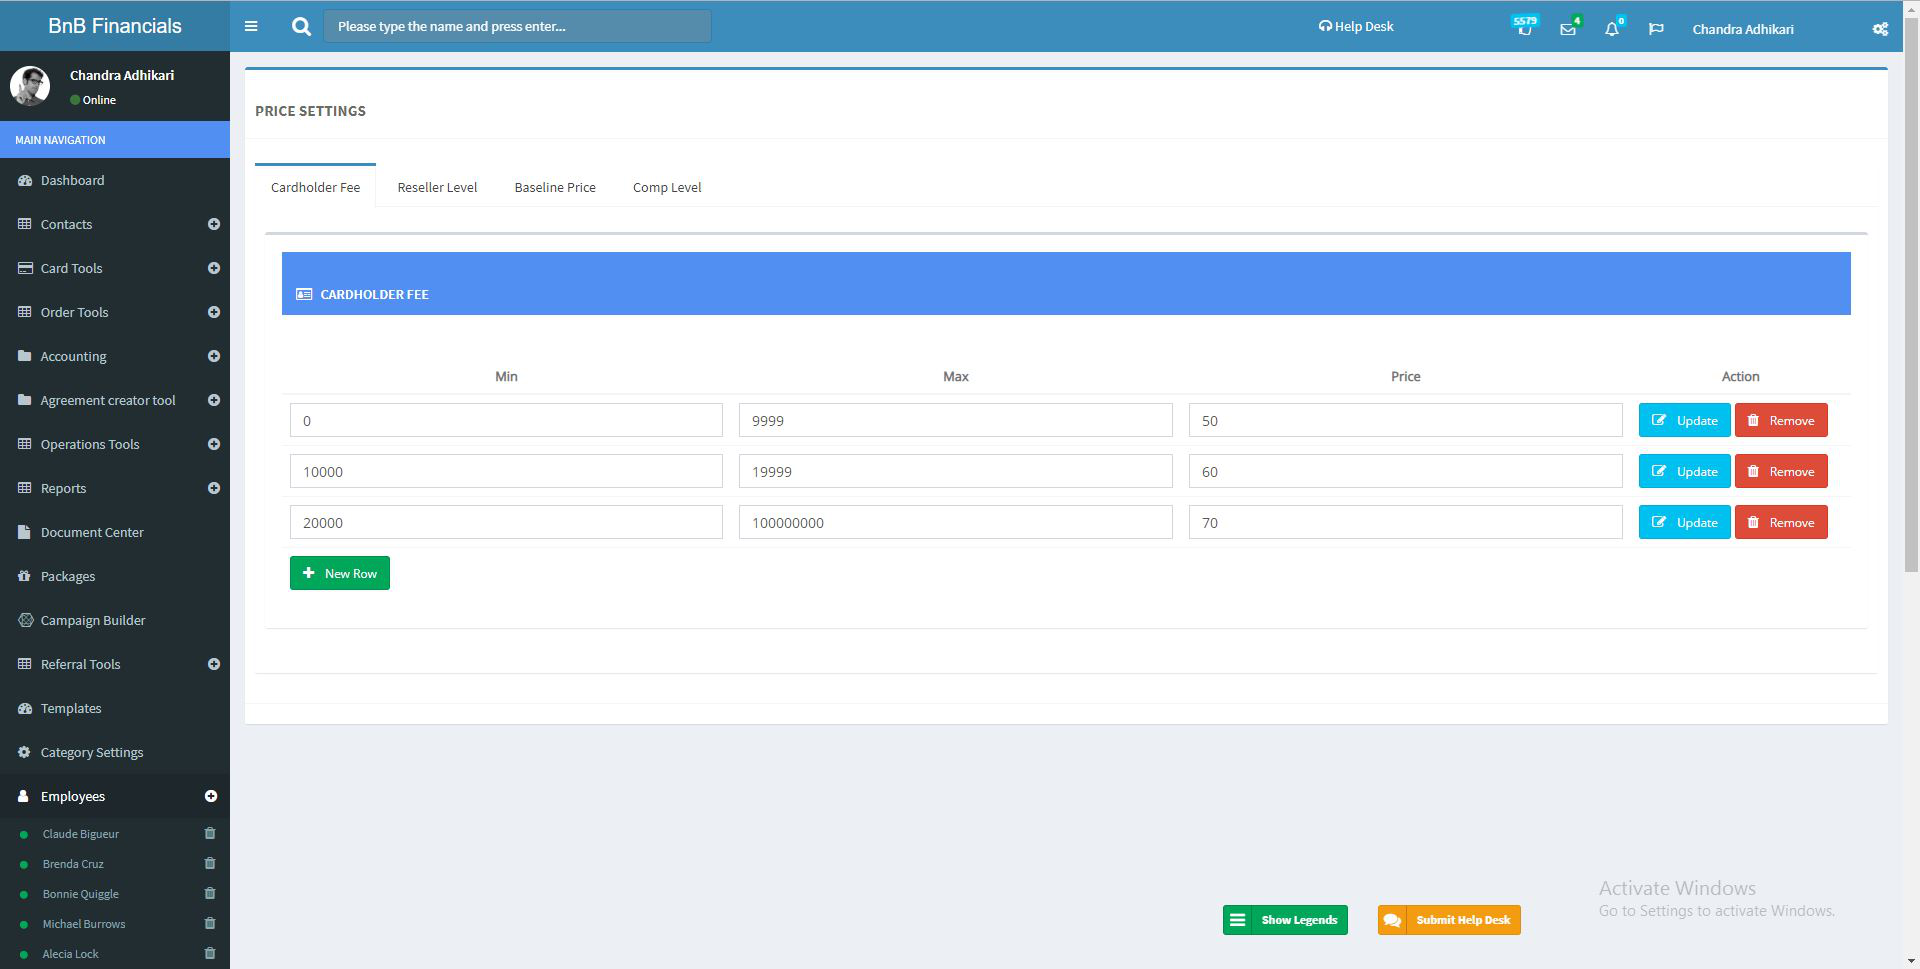 BnB Financials
Please type the name and press enter...
Help Desk
5579
4
0
Chandra Adhikari
Chandra Adhikari
Online
MAIN NAVIGATION
Dashboard
Contacts
Card Tools
Order Tools
Accounting
Agreement creator tool
Operations Tools
Reports
Document Center
Packages
Campaign Builder
Referral Tools
Templates
Category Settings
Employees
Claude Bigueur
Brenda Cruz
Bonnie Quiggle
Michael Burrows
Alecia Lock
PRICE SETTINGS
Cardholder Fee Reseller Level Baseline Price Comp Level
CARDHOLDER FEE
Min Max Price Action
0 9999 50 Update Remove
10000 19999 60 Update Remove
20000 100000000 70 Update Remove
New Row
Show Legends
Submit Help Desk
Activate Windows
Go to Settings to activate Windows.